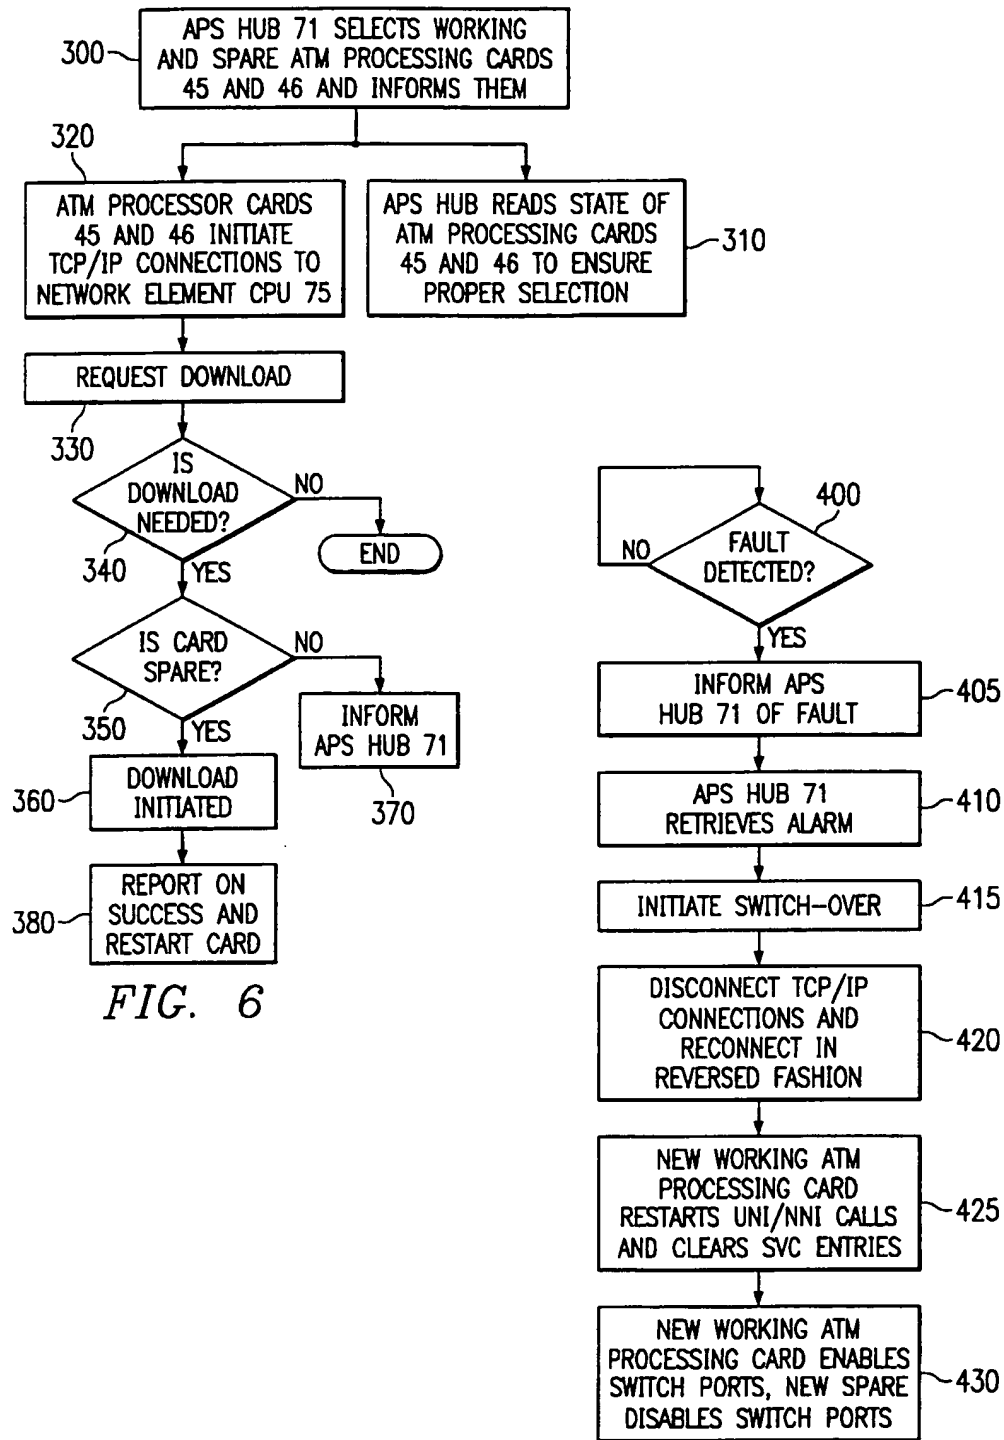 APS HUB 71 SELECTS WORKING
AND SPARE ATM PROCESSING CARDS
45 AND 46 AND INFORMS THEM
300
320
ATM PROCESSOR CARDS
45 AND 46 INITIATE
TCP/IP CONNECTIONS TO
NETWORK ELEMENT CPU 75
APS HUB READS STATE OF
ATM PROCESSING CARDS
45 AND 46 TO ENSURE
PROPER SELECTION
310
REQUEST DOWNLOAD
330
IS
DOWNLOAD
NEEDED?
340
NO
END
YES
IS CARD
SPARE?
350
NO
INFORM
APS HUB 71
370
YES
DOWNLOAD
INITIATED
360
REPORT ON
SUCCESS AND
RESTART CARD
380
FIG. 6
FAULT
DETECTED?
400
NO
YES
INFORM APS
HUB 71 OF FAULT
405
APS HUB 71
RETRIEVES ALARM
410
INITIATE SWITCH-OVER
415
DISCONNECT TCP/IP
CONNECTIONS AND
RECONNECT IN
REVERSED FASHION
420
NEW WORKING ATM
PROCESSING CARD
RESTARTS UNI/NNI CALLS
AND CLEARS SVC ENTRIES
425
NEW WORKING ATM
PROCESSING CARD ENABLES
SWITCH PORTS, NEW SPARE
DISABLES SWITCH PORTS
430